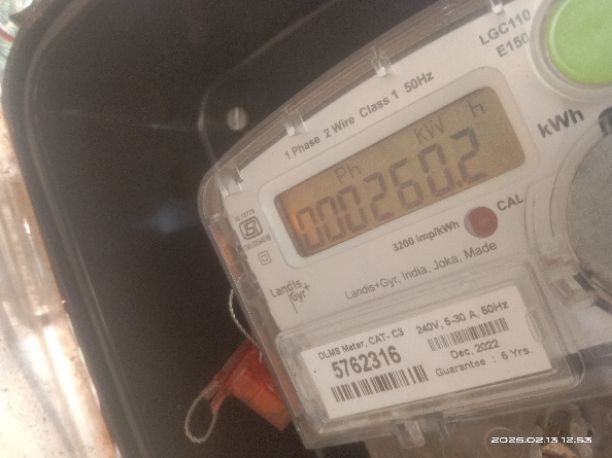 LGC110
E150
1 Phase 2 Wire Class 1 50Hz
Ph KW h
000260.2
kWh
CAL
3200 imp/kWh
Landis+Gyr, India, Joka, Made
Landis
Gyr+
DLMS Meter, CAT- C3
5762316
240V, 5-30 A, 50Hz
Dec. 2022
Guarantee : 5 Yrs.
2025.02.13 12:53